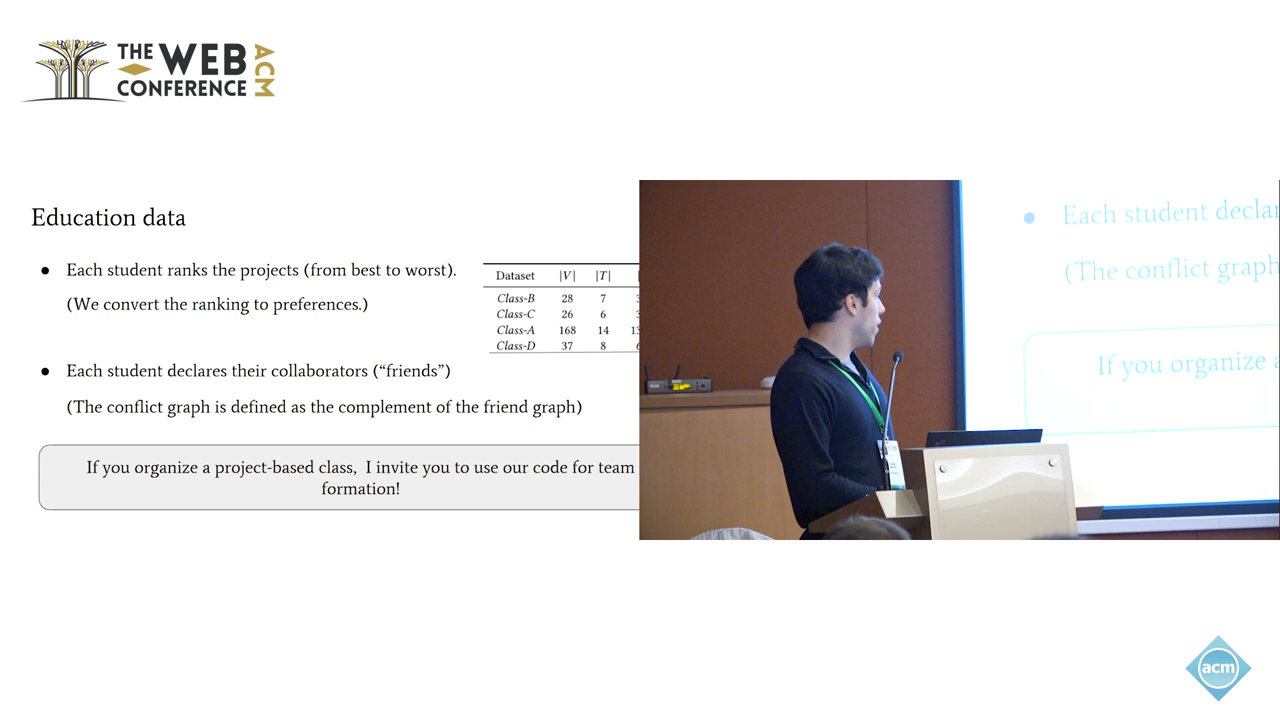 THE WEB
CONFERENCE
ACM
Education data
● Each student ranks the projects (from best to worst).
(We convert the ranking to preferences.)
Dataset |V| |T|
Class-B 28 7
Class-C 26 6
Class-A 168 14
Class-D 37 8
● Each student declares their collaborators (“friends”)
(The conflict graph is defined as the complement of the friend graph)
If you organize a project-based class, I invite you to use our code for team
formation!
● Each student
(The conflict graph
If you organize
acm